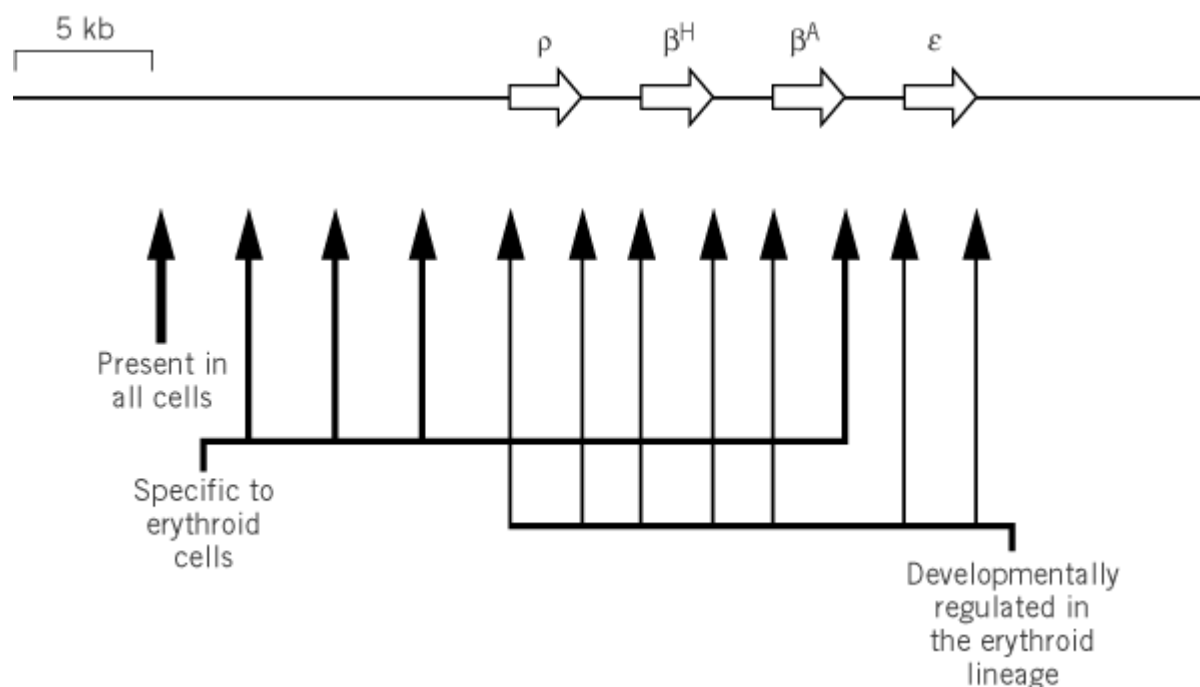 5 kb
ρ
βᴴ
βᴬ
ε
Present in
all cells
Specific to
erythroid
cells
Developmentally
regulated in
the erythroid
lineage